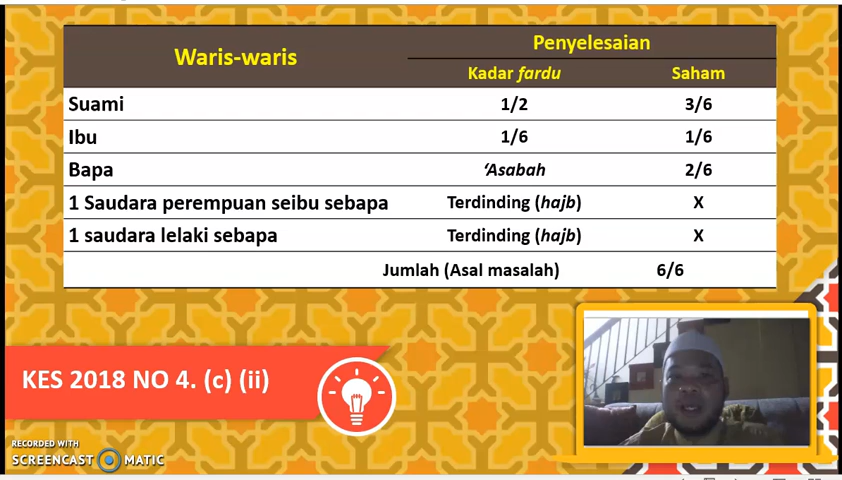 Waris-waris
Penyelesaian
Kadar fardu
Saham
Suami 1/2 3/6
Ibu 1/6 1/6
Bapa ‘Asabah 2/6
1 Saudara perempuan seibu sebapa Terdinding (hajb) X
1 saudara lelaki sebapa Terdinding (hajb) X
Jumlah (Asal masalah) 6/6
KES 2018 NO 4. (c) (ii)
RECORDED WITH
SCREENCAST MATIC